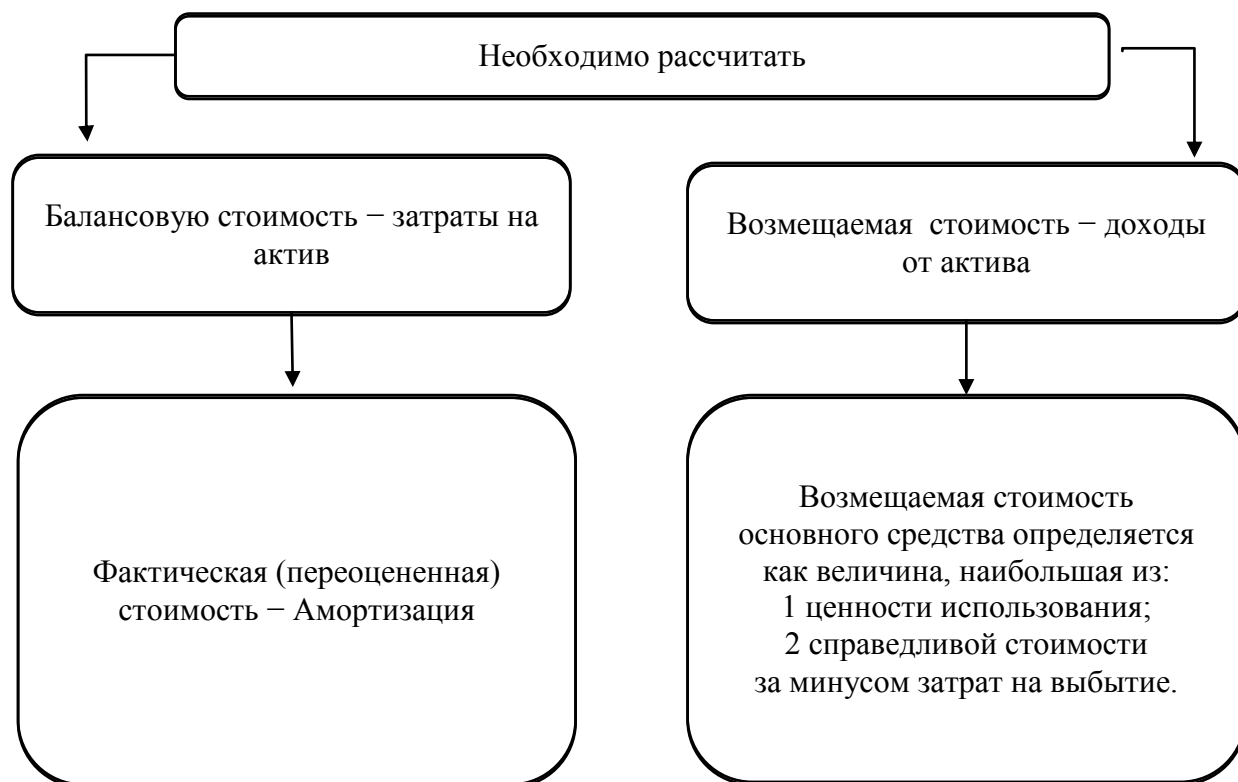 Необходимо рассчитать
Балансовую стоимость − затраты на
актив
Возмещаемая стоимость − доходы
от актива
Фактическая (переоцененная)
стоимость − Амортизация
Возмещаемая стоимость
основного средства определяется
как величина, наибольшая из:
1 ценности использования;
2 справедливой стоимости
за минусом затрат на выбытие.